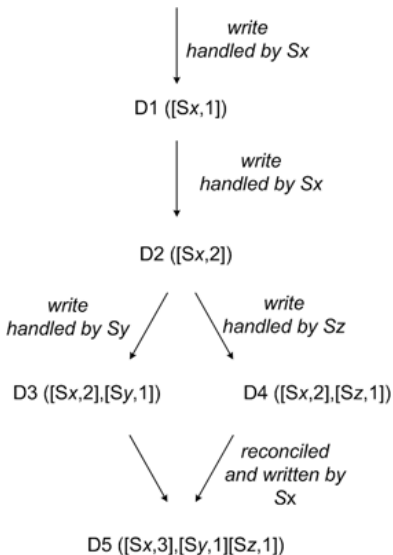 write
handled by Sx
D1 ([Sx,1])
write
handled by Sx
D2 ([Sx,2])
write
handled by Sy
write
handled by Sz
D3 ([Sx,2],[Sy,1])
D4 ([Sx,2],[Sz,1])
reconciled
and written by
Sx
D5 ([Sx,3],[Sy,1][Sz,1])